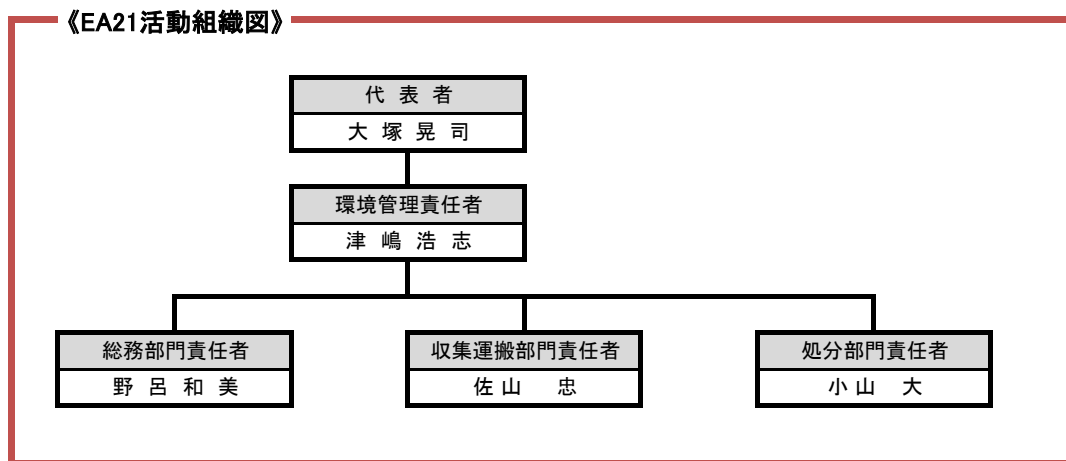 《EA21活動組織図》
代 表 者
大 塚 晃 司
環境管理責任者
津 嶋 浩 志
総務部門責任者
野 呂 和 美
収集運搬部門責任者
佐 山　忠
処分部門責任者
小 山　大